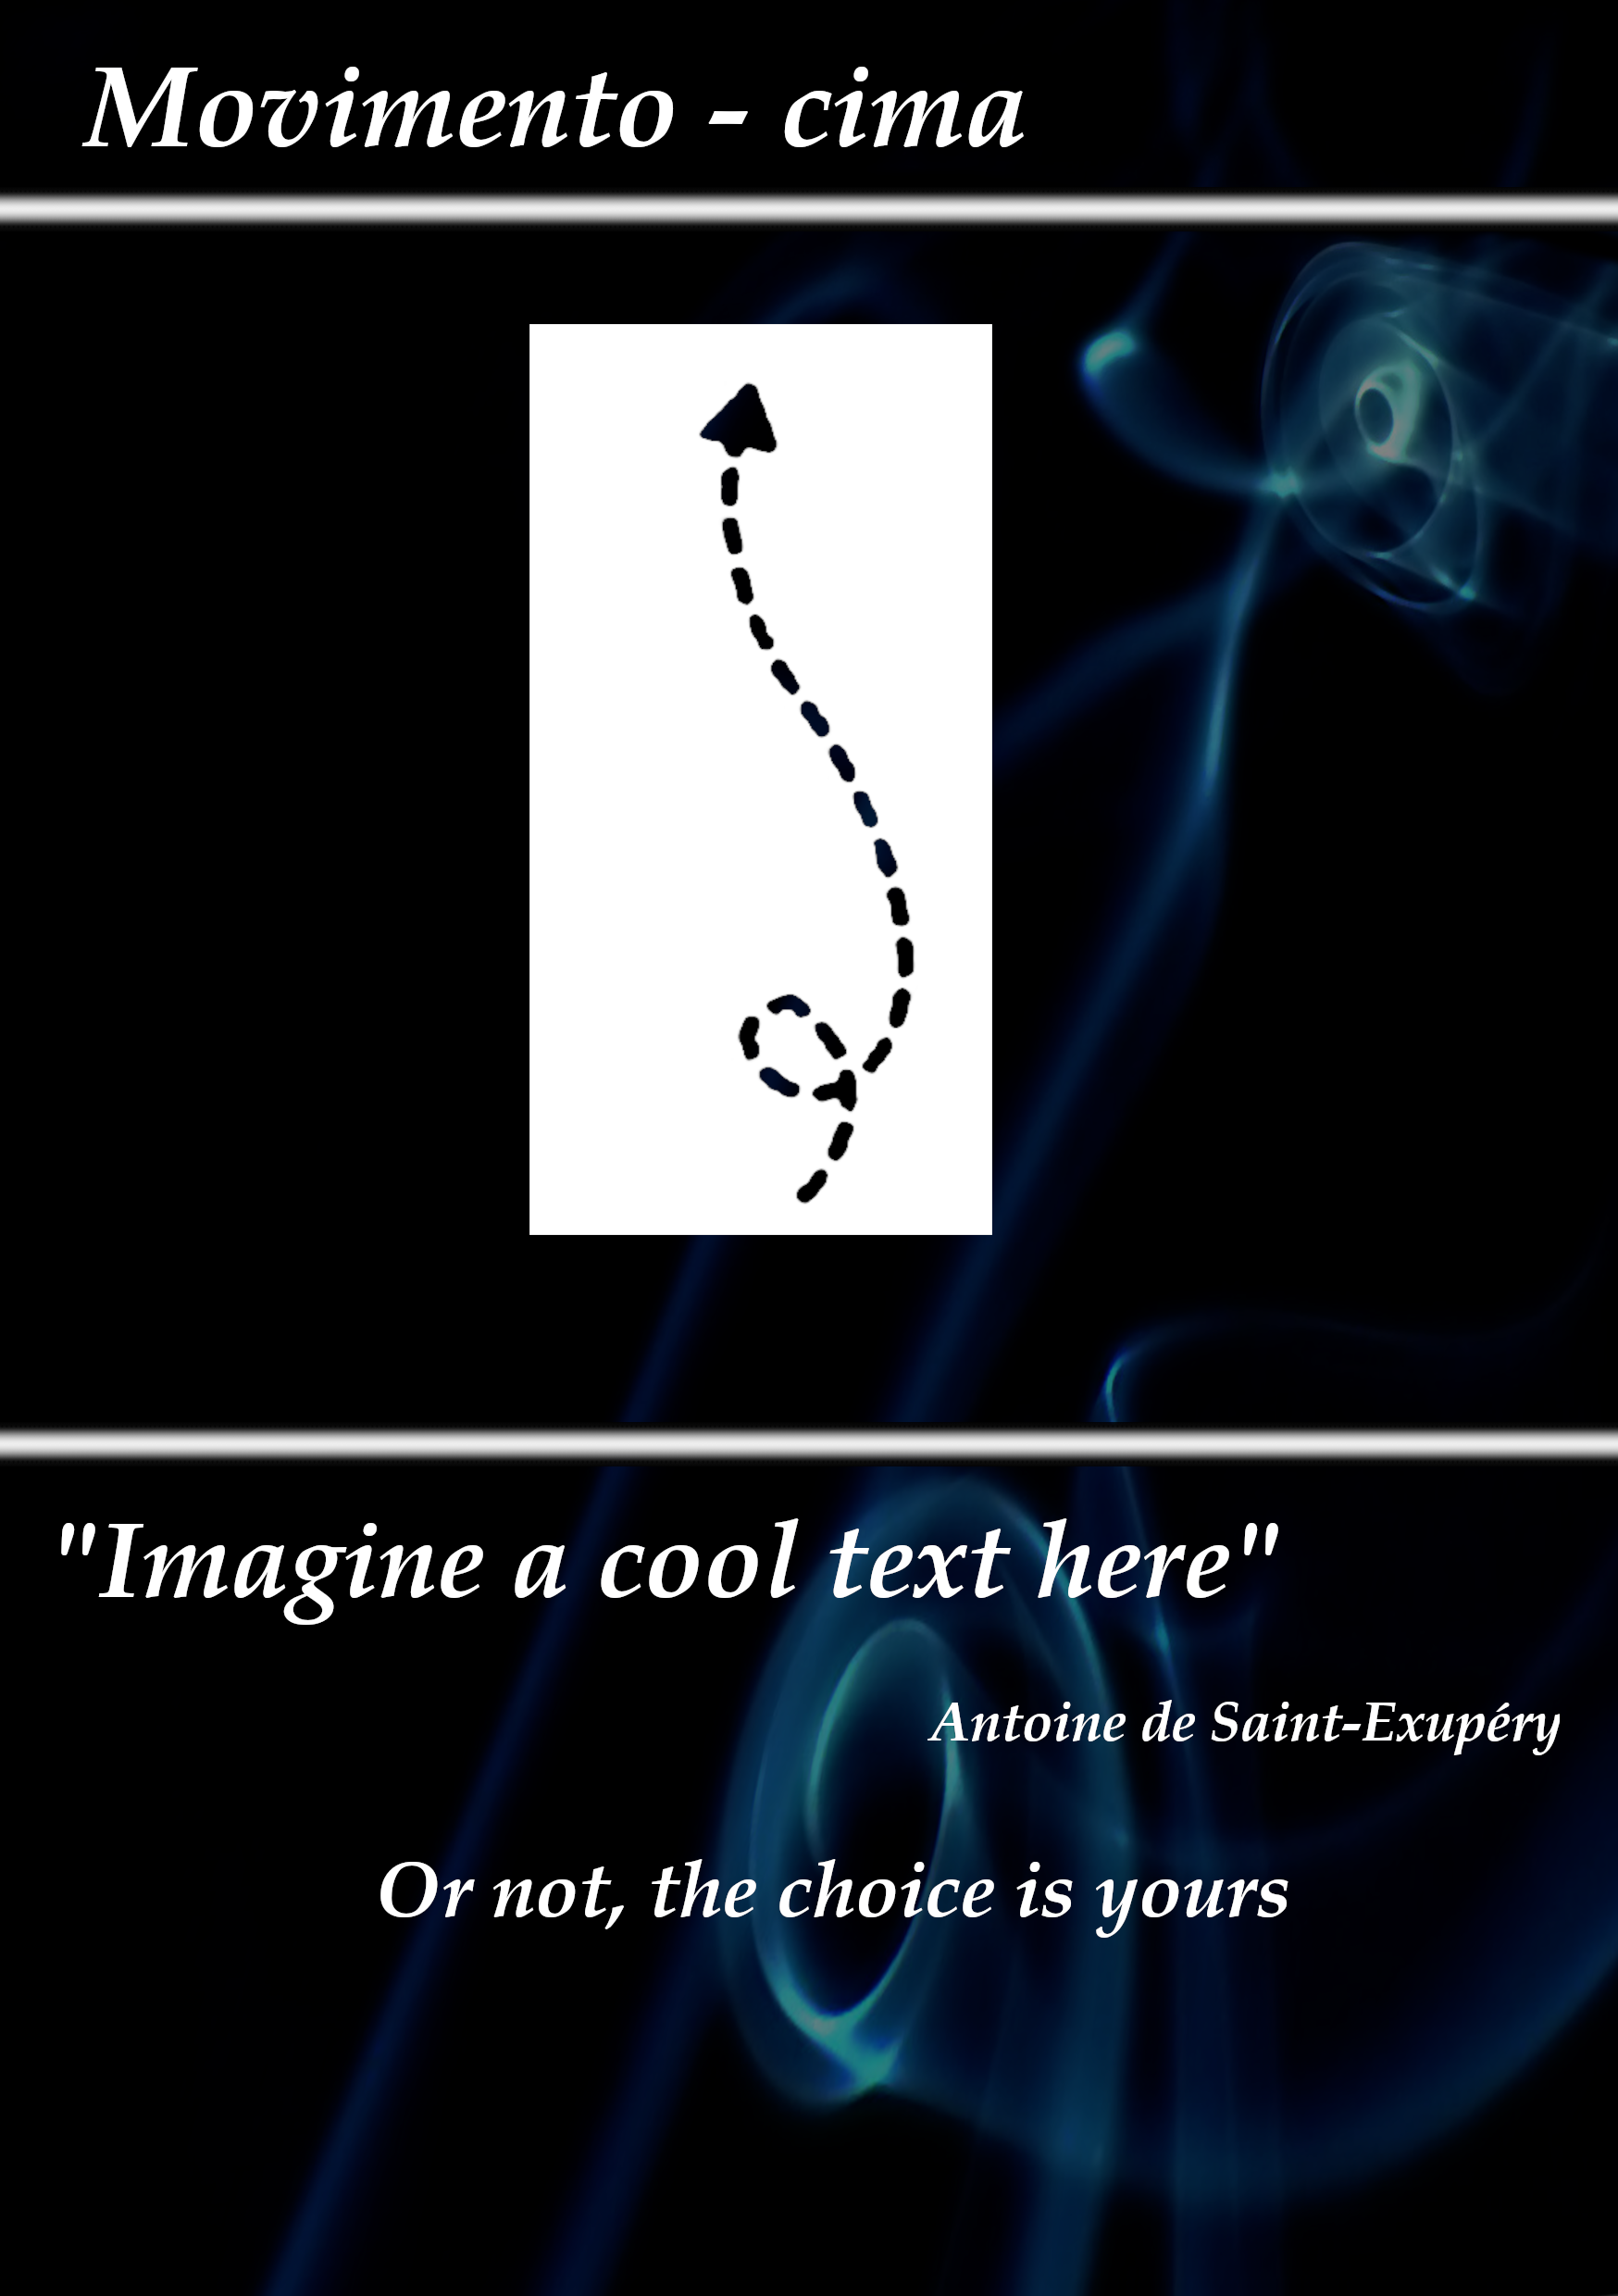 Movimento - cima
"Imagine a cool text here"
Antoine de Saint-Exupéry
Or not, the choice is yours